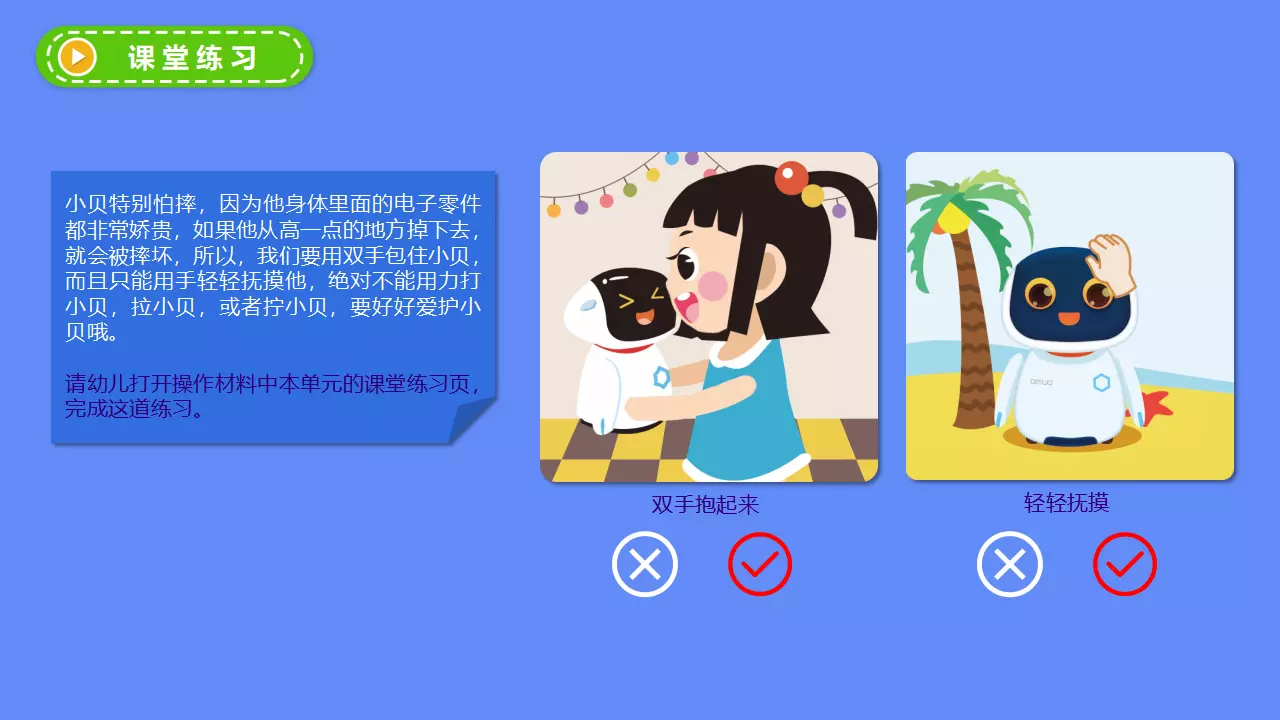 课堂练习
小贝特别怕摔，因为他身体里面的电子零件
都非常娇贵，如果他从高一点的地方掉下去，
就会被摔坏，所以，我们要用双手包住小贝，
而且只能用手轻轻抚摸他，绝对不能用力打
小贝，拉小贝，或者拧小贝，要好好爱护小
贝哦。
请幼儿打开操作材料中本单元的课堂练习页，
完成这道练习。
双手抱起来
轻轻抚摸